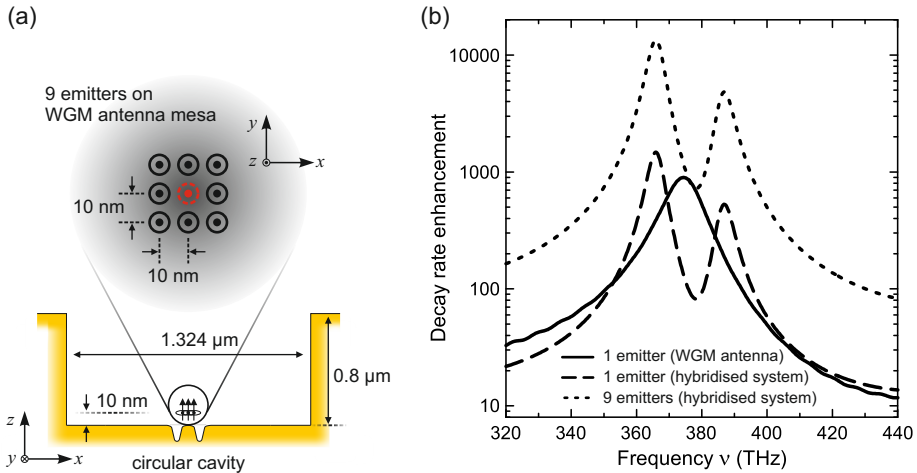 (a)
9 emitters on
WGM antenna mesa
y
z
x
10 nm
10 nm
1.324 µm
0.8 µm
10 nm
z
y
x
circular cavity
(b)
Decay rate enhancement
10000
1000
100
10
1 emitter (WGM antenna)
1 emitter (hybridised system)
9 emitters (hybridised system)
320 340 360 380 400 420 440
Frequency ν (THz)